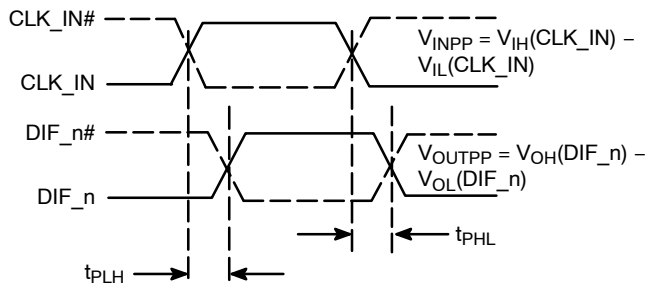 CLK_IN#
V_INPP = V_IH(CLK_IN) –
V_IL(CLK_IN)
CLK_IN
DIF_n#
V_OUTPP = V_OH(DIF_n) –
V_OL(DIF_n)
DIF_n
t_PHL
t_PLH